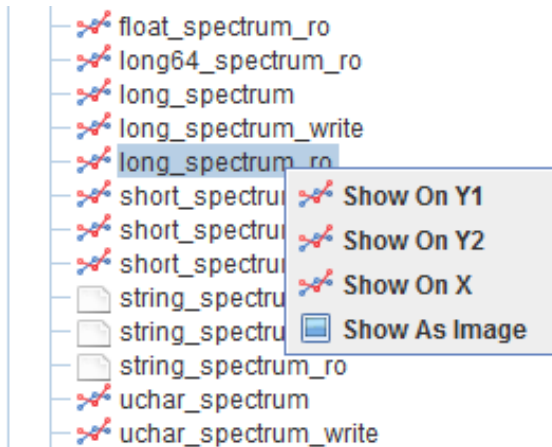 float_spectrum_ro
long64_spectrum_ro
long_spectrum
long_spectrum_write
long_spectrum_ro
short_spectru
short_spectru
short_spectru
string_spectru
string_spectru
string_spectrum_ro
uchar_spectrum
uchar_spectrum_write
Show On Y1
Show On Y2
Show On X
Show As Image